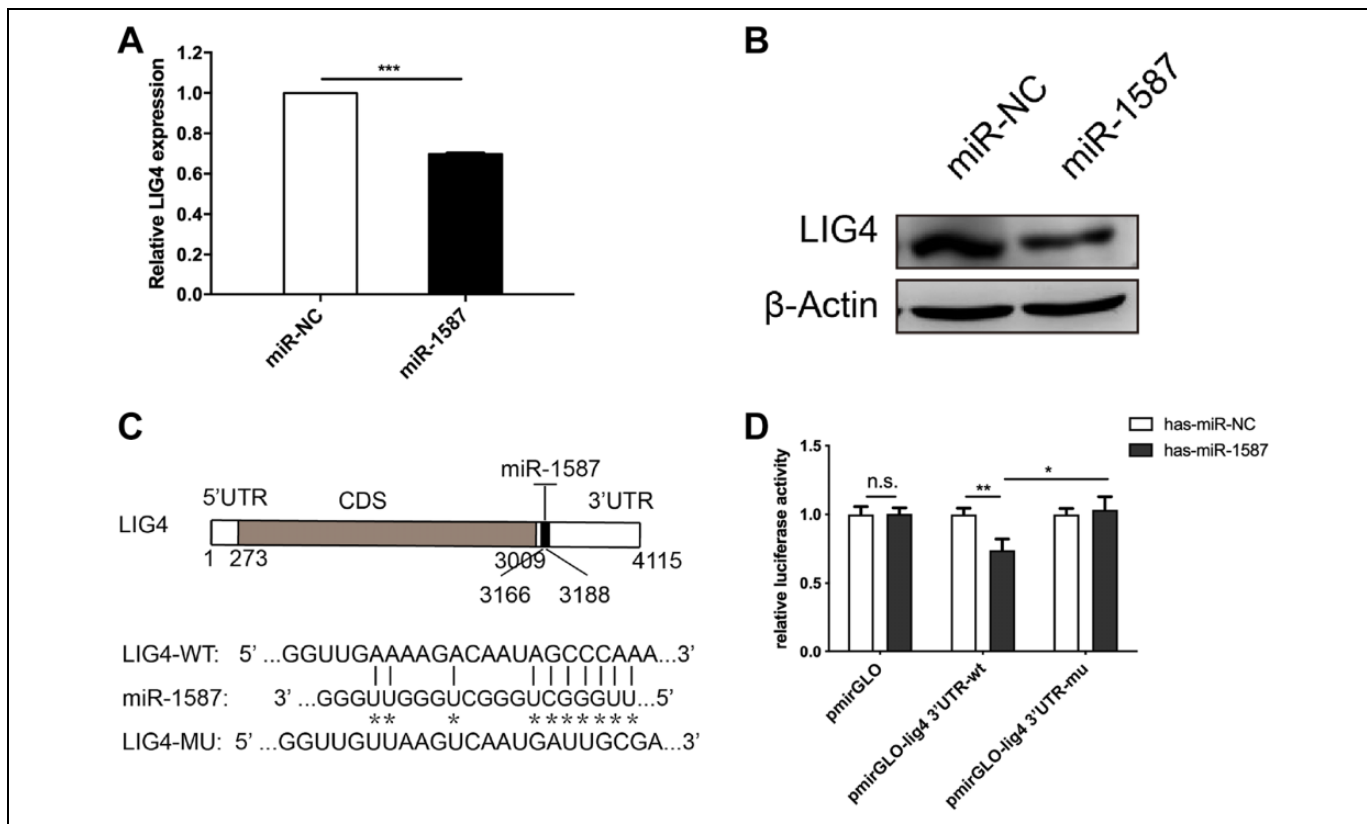 A
Relative LIG4 expression
1.2
1.0
0.8
0.6
0.4
0.2
0.0
***
miR-NC
miR-1587
B
miR-NC
miR-1587
LIG4
β-Actin
C
miR-1587
5'UTR
CDS
3'UTR
LIG4
1
273
3009
4115
3166
3188
LIG4-WT: 5' ...GGUUGAAAAGACAAUAGCCCAAA...3'
miR-1587: 3' ...GGGUUGGGUCGGGUCGGGUU...5'
** * *******
LIG4-MU: 5' ...GGUUGUUAAGUCAAUGAUUGCGA...3'
D
has-miR-NC
has-miR-1587
relative luciferase activity
1.5
1.0
0.5
0.0
n.s.
**
*
pmirGLO
pmirGLO-lig4 3'UTR-wt
pmirGLO-lig4 3'UTR-mu